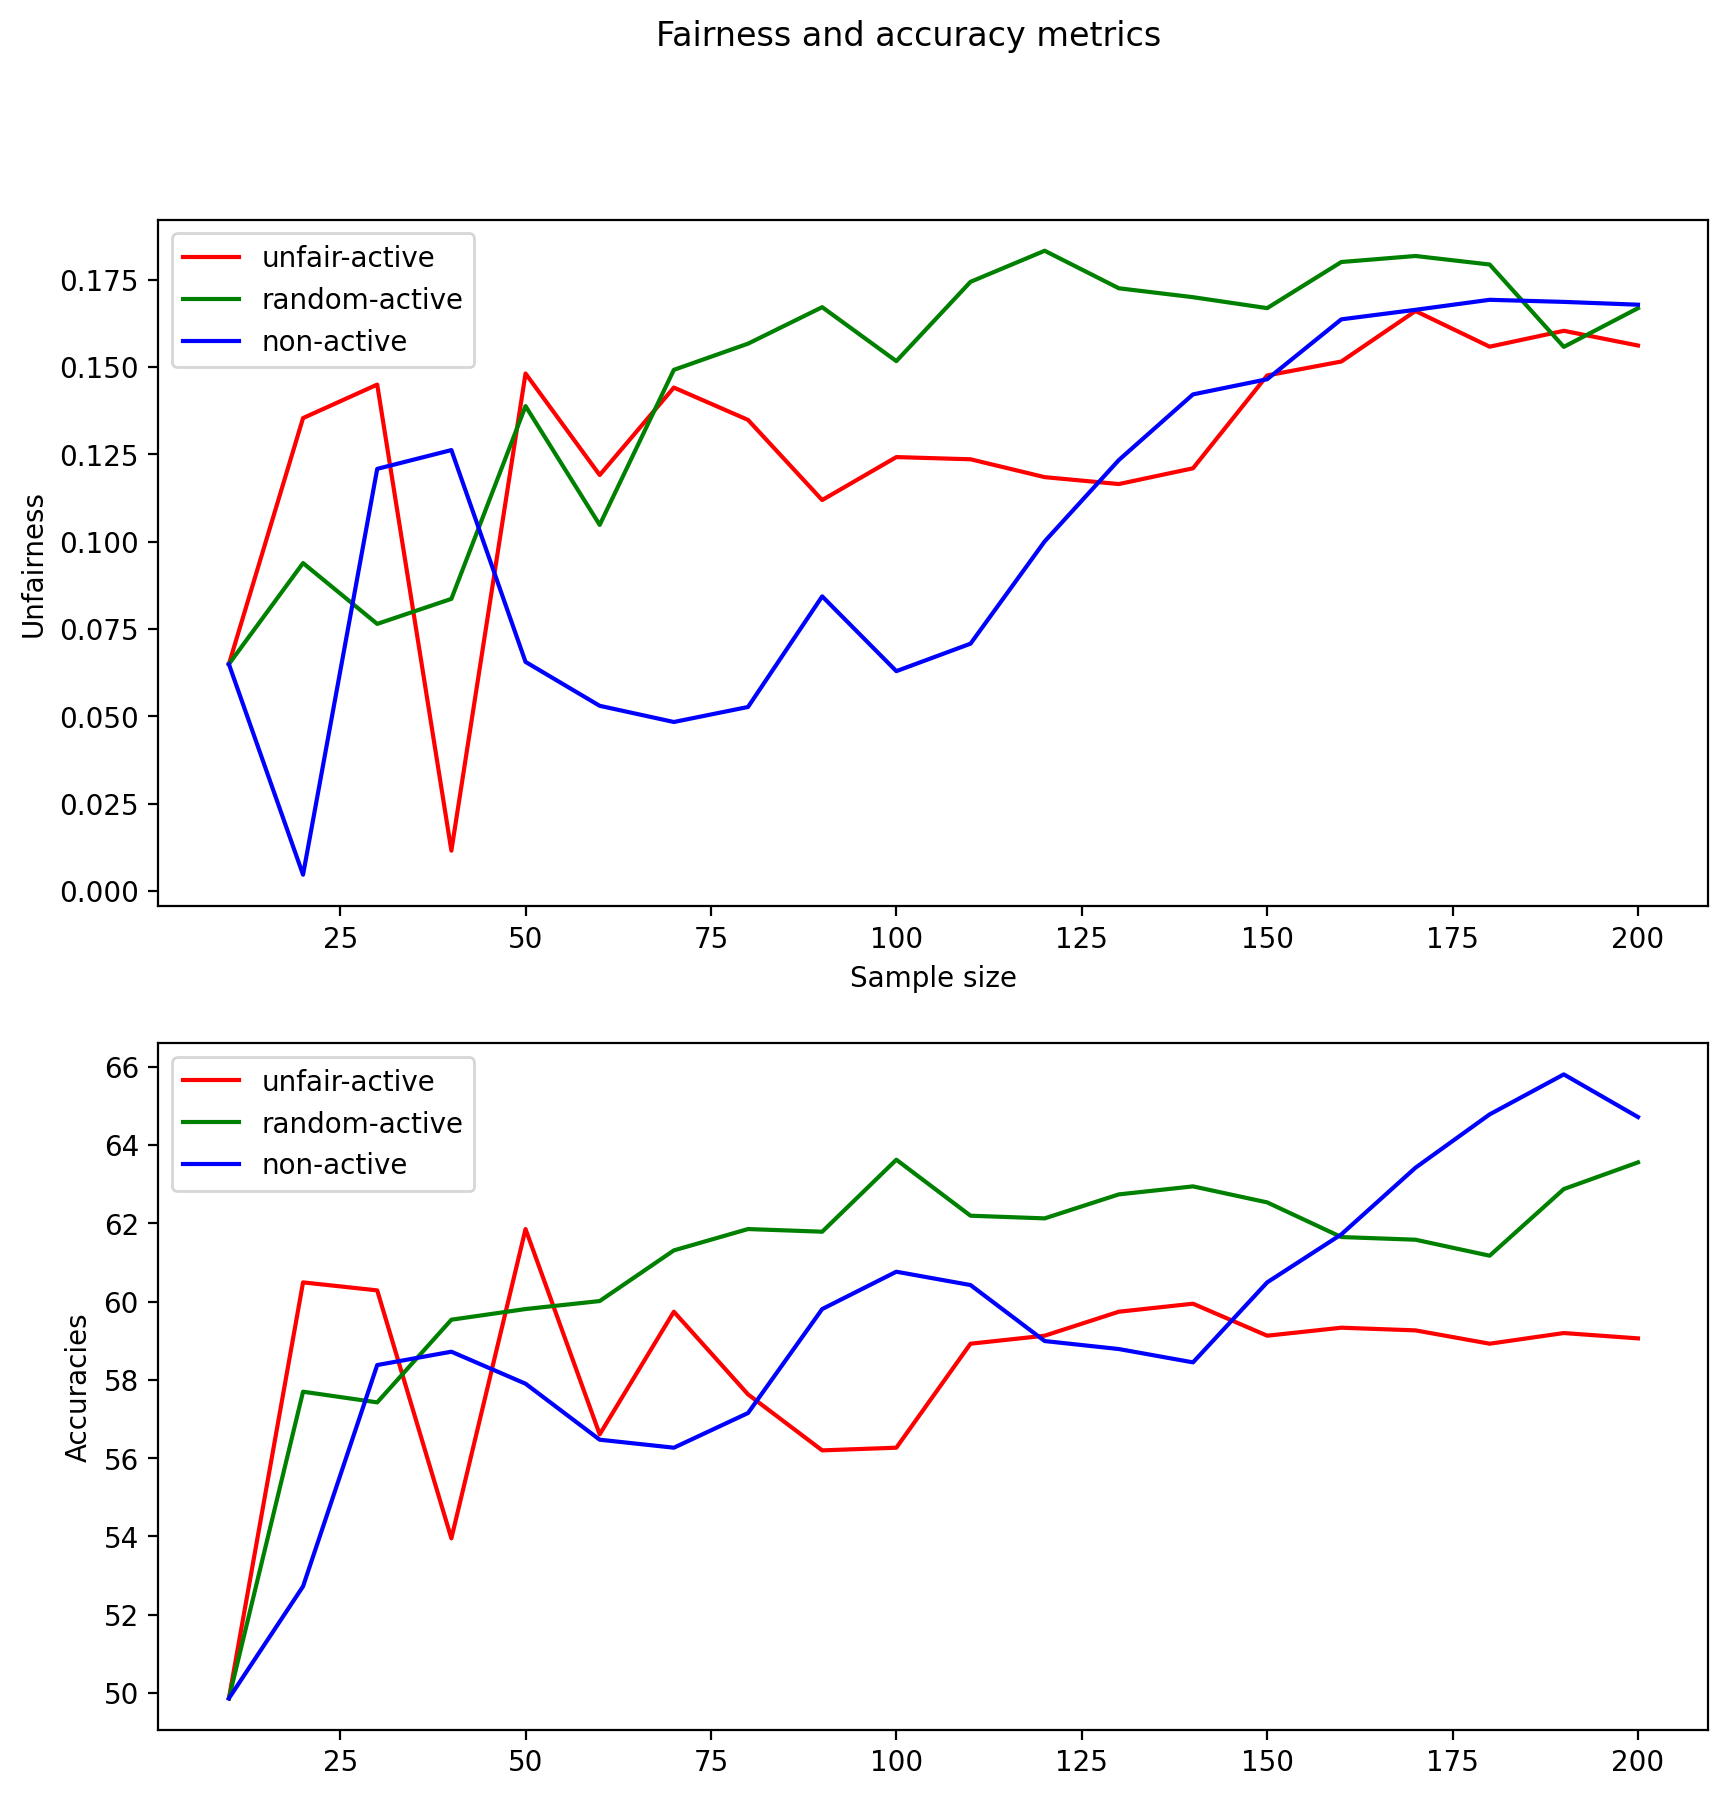 Fairness and accuracy metrics
unfair-active
random-active
non-active
0.175
0.150
0.125
0.100
0.075
0.050
0.025
0.000
Unfairness
25 50 75 100 125 150 175 200
Sample size
unfair-active
random-active
non-active
66
64
62
60
58
56
54
52
50
Accuracies
25 50 75 100 125 150 175 200